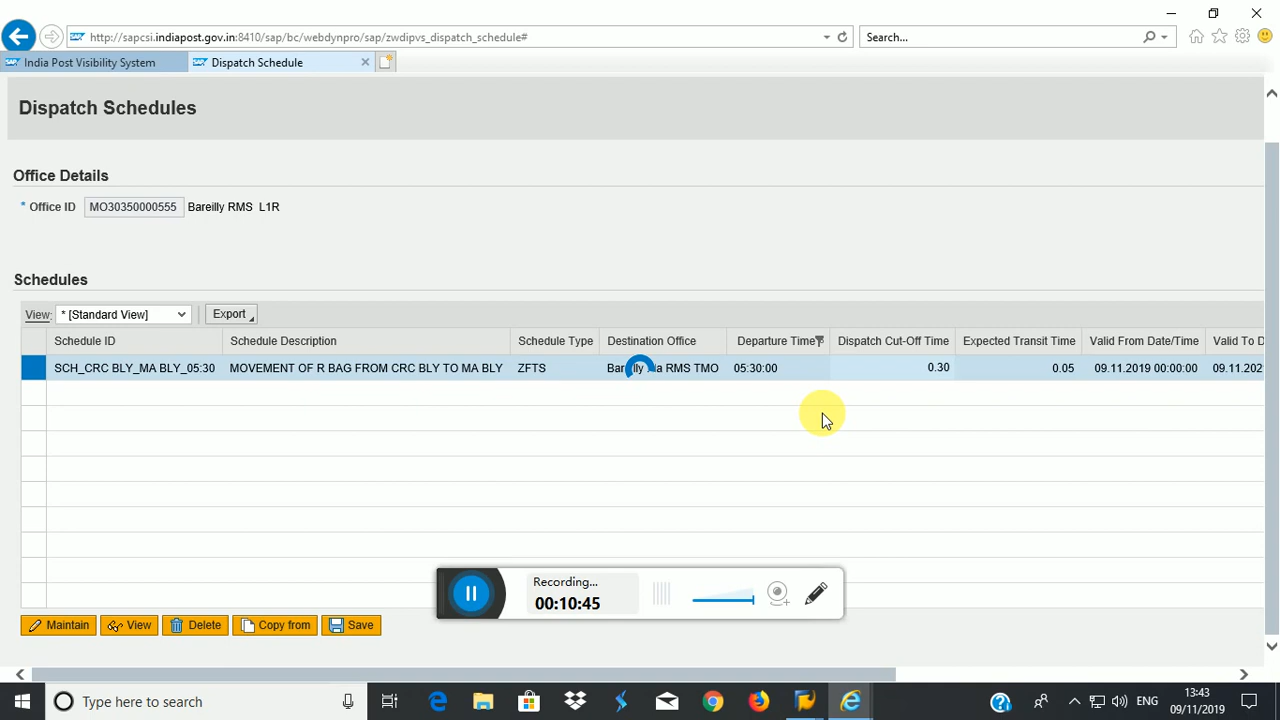 http://sapcsi.indiapost.gov.in:8410/sap/bc/webdynpro/sap/zwdipvs_dispatch_schedule#
Search...
India Post Visibility System
Dispatch Schedule
Dispatch Schedules
Office Details
* Office ID MO30350000555 Bareilly RMS L1R
Schedules
View: * [Standard View] Export
Schedule ID Schedule Description Schedule Type Destination Office Departure Time Dispatch Cut-Off Time Expected Transit Time Valid From Date/Time Valid To D
SCH_CRC BLY_MA BLY_05:30 MOVEMENT OF R BAG FROM CRC BLY TO MA BLY ZFTS RMS TMO 05:30:00 0.30 0.05 09.11.2019 00:00:00 09.11.202
Recording...
00:10:45
Maintain View Delete Copy from Save
Type here to search
ENG
13:43
09/11/2019